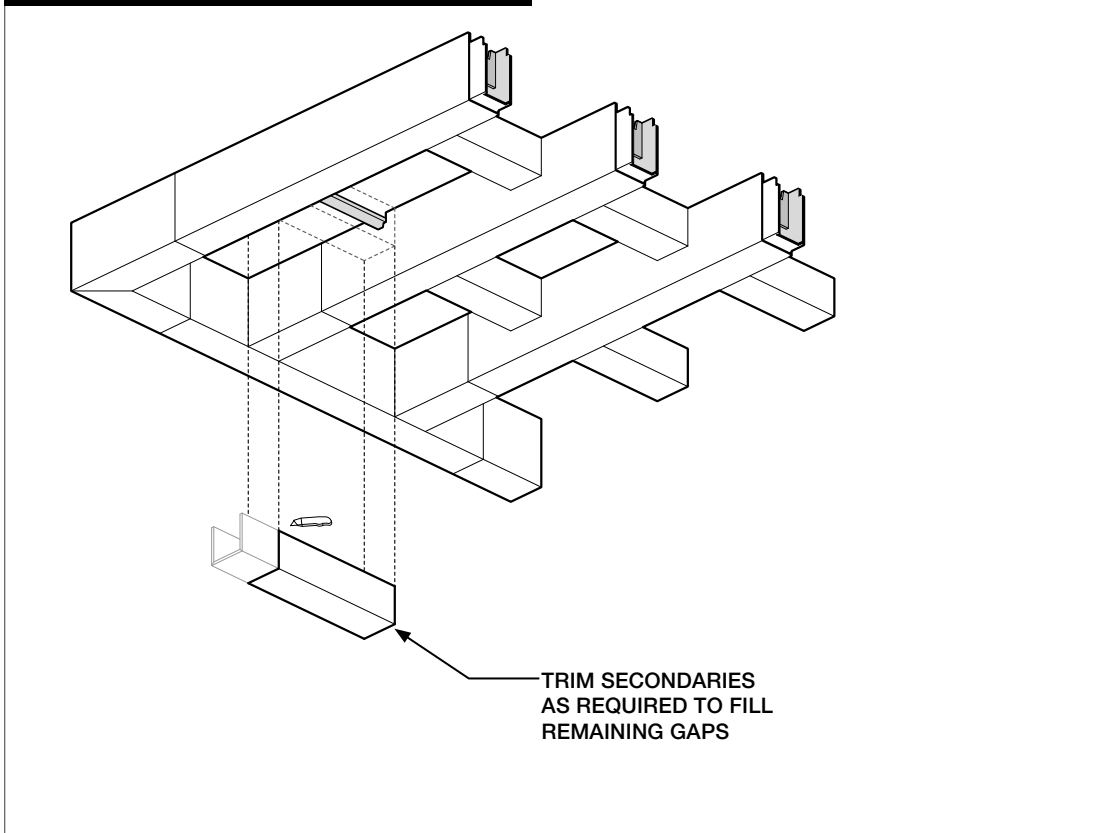 TRIM SECONDARIES
AS REQUIRED TO FILL
REMAINING GAPS